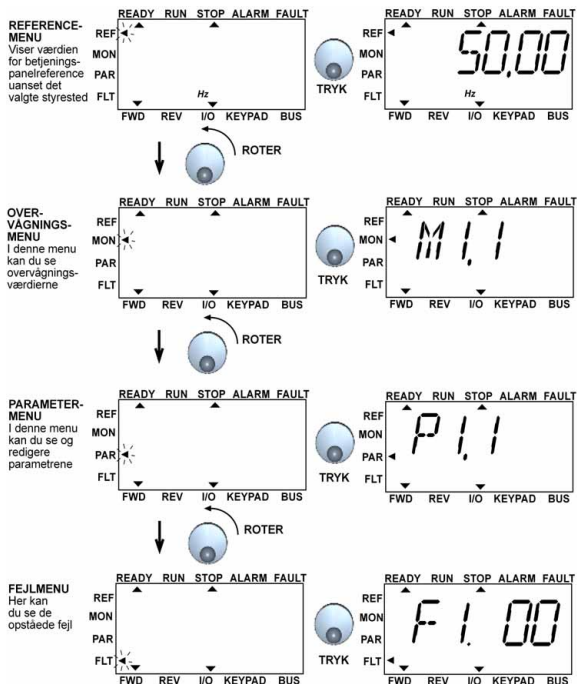 READY RUN STOP ALARM FAULT
READY RUN STOP ALARM FAULT
REFERENCE-
MENU
Viser værdien
for betjenings-
panelreference
uanset det
valgte styrested
REF
MON
PAR
FLT
Hz
FWD REV I/O KEYPAD BUS
TRYK
REF
MON
PAR
FLT
50,00
Hz
FWD REV I/O KEYPAD BUS
ROTER
READY RUN STOP ALARM FAULT
READY RUN STOP ALARM FAULT
OVER-
VÅGNINGS-
MENU
I denne menu
kan du se
overvågnings-
værdierne
REF
MON
PAR
FLT
FWD REV I/O KEYPAD BUS
TRYK
REF
MON
PAR
FLT
M1,1
FWD REV I/O KEYPAD BUS
ROTER
READY RUN STOP ALARM FAULT
READY RUN STOP ALARM FAULT
PARAMETER-
MENU
I denne menu
kan du se og
redigere
parametrene
REF
MON
PAR
FLT
FWD REV I/O KEYPAD BUS
TRYK
REF
MON
PAR
FLT
P1,1
FWD REV I/O KEYPAD BUS
ROTER
READY RUN STOP ALARM FAULT
READY RUN STOP ALARM FAULT
FEJLMENU
Her kan
du se de
opståede fejl
REF
MON
PAR
FLT
FWD REV I/O KEYPAD BUS
TRYK
REF
MON
PAR
FLT
F1. 00
FWD REV I/O KEYPAD BUS